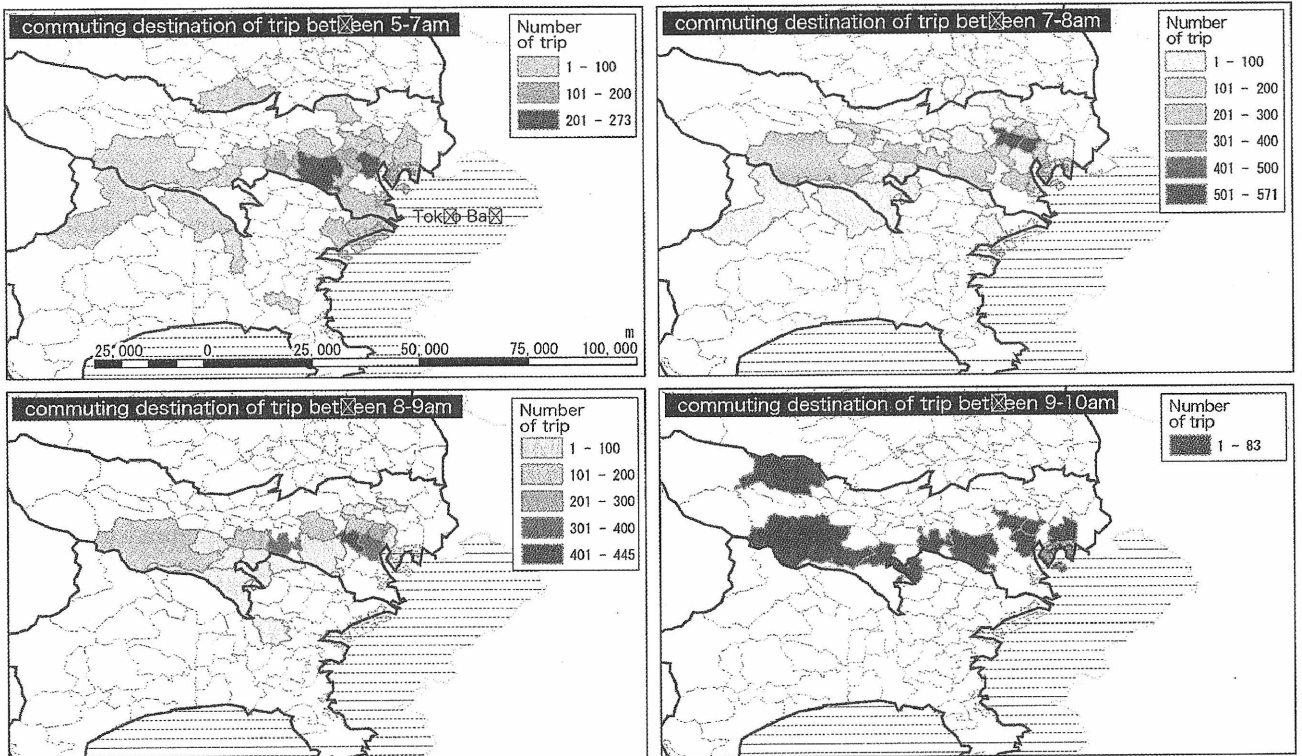 commuting destination of trip bet☒een 5-7am
Number
of trip
1 - 100
101 - 200
201 - 273
Tok☒o Ba☒
m
25,000 0 25,000 50,000 75,000 100,000
commuting destination of trip bet☒een 7-8am
Number
of trip
1 - 100
101 - 200
201 - 300
301 - 400
401 - 500
501 - 571
commuting destination of trip bet☒een 8-9am
Number
of trip
1 - 100
101 - 200
201 - 300
301 - 400
401 - 445
commuting destination of trip bet☒een 9-10am
Number
of trip
1 - 83